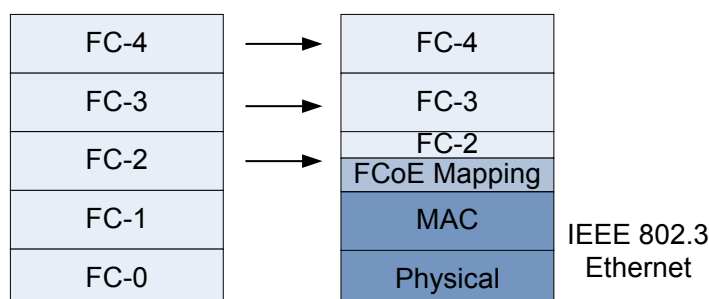 FC-4
FC-3
FC-2
FC-1
FC-0
FC-4
FC-3
FC-2
FCoE Mapping
MAC
Physical
IEEE 802.3
Ethernet